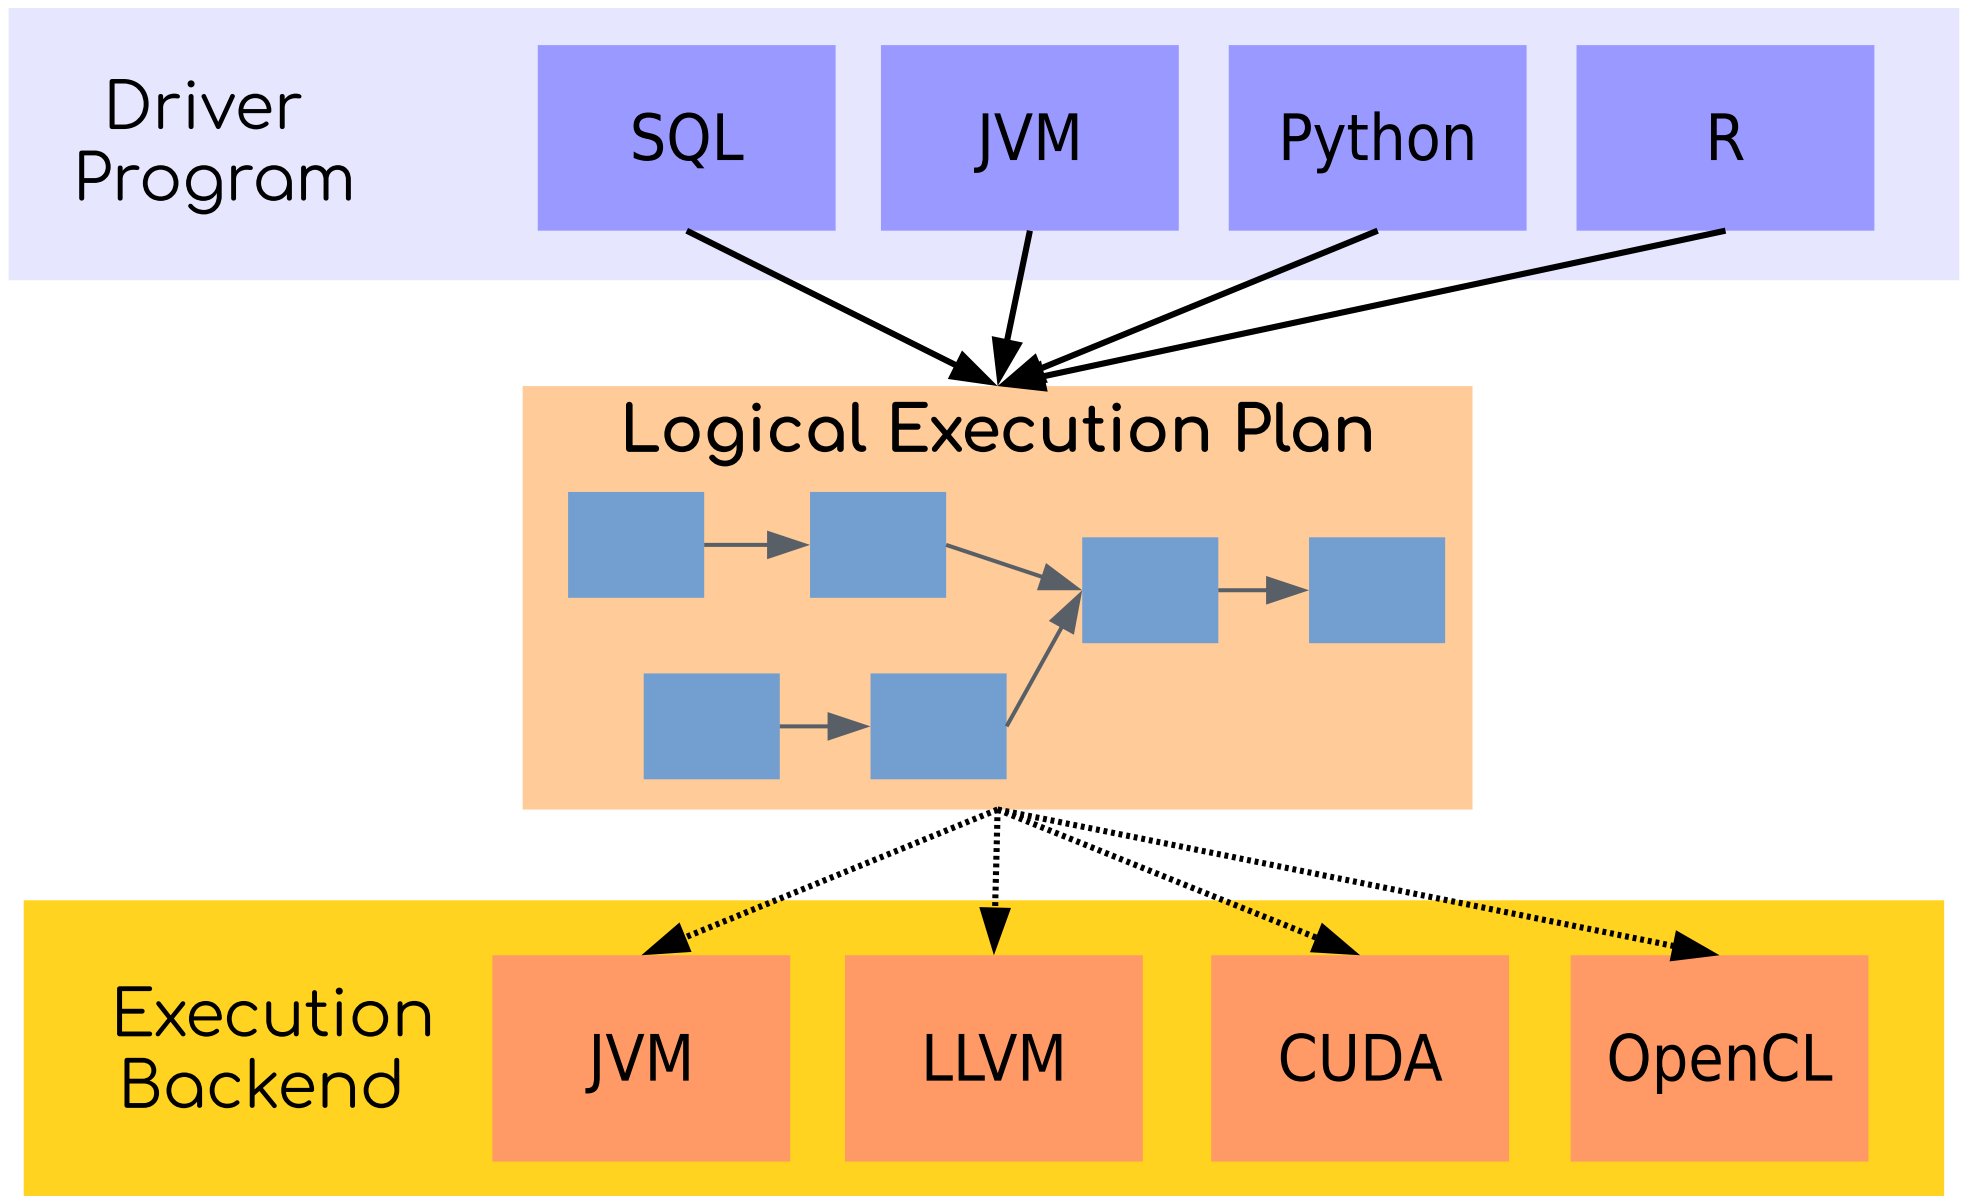 Driver
Program
SQL
JVM
Python
R
Logical Execution Plan
Execution
Backend
JVM
LLVM
CUDA
OpenCL